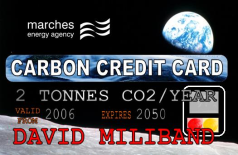 marches
energy agency
CARBON CREDIT CARD
2 TONNES CO2/YEAR
VALID FROM 2006 EXPIRES 2050
DAVID MILIBAND